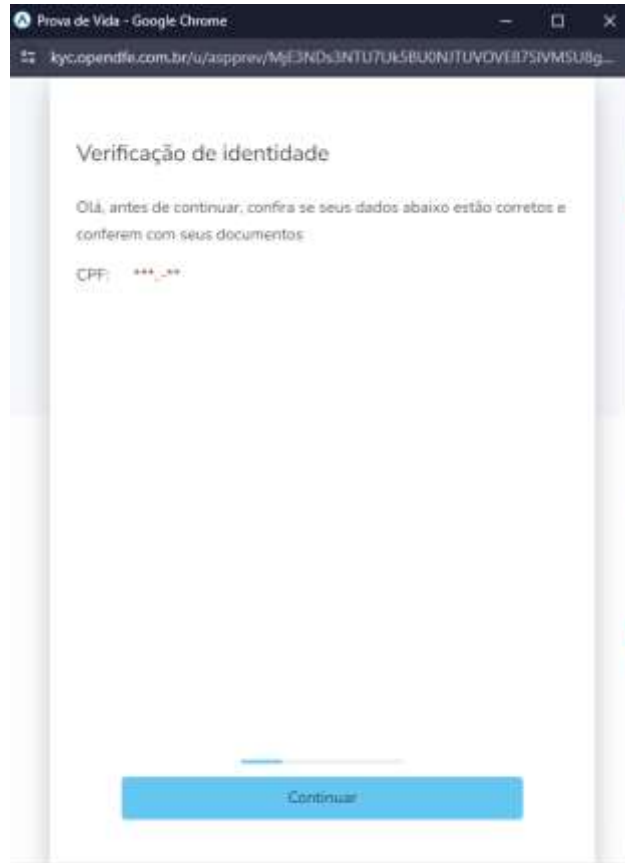 Prova de Vida - Google Chrome
Verificação de identidade
Olá, antes de continuar, confira se seus dados abaixo estão corretos e
conferem com seus documentos
CPF: ***.-**
Continuar